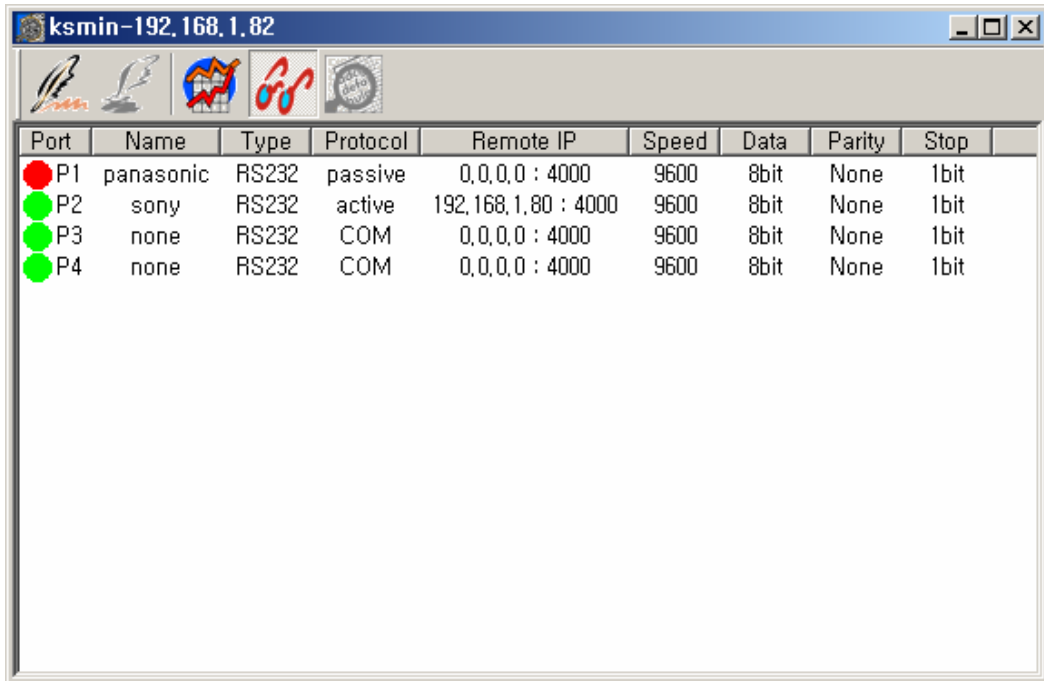 ksmin-192,168,1,82
Port Name Type Protocol Remote IP Speed Data Parity Stop
P1 panasonic RS232 passive 0,0,0,0 : 4000 9600 8bit None 1bit
P2 sony RS232 active 192,168,1,80 : 4000 9600 8bit None 1bit
P3 none RS232 COM 0,0,0,0 : 4000 9600 8bit None 1bit
P4 none RS232 COM 0,0,0,0 : 4000 9600 8bit None 1bit